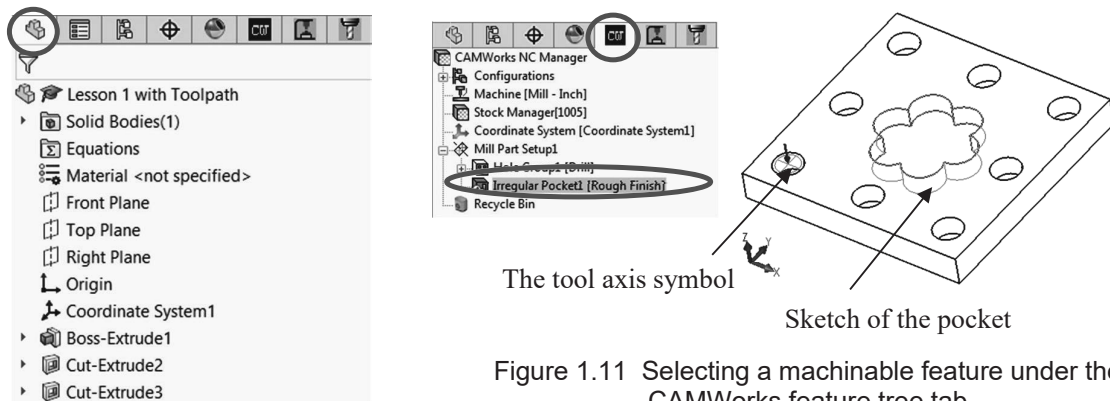 Lesson 1 with Toolpath
Solid Bodies(1)
Equations
Material <not specified>
Front Plane
Top Plane
Right Plane
Origin
Coordinate System1
Boss-Extrude1
Cut-Extrude2
Cut-Extrude3
CAMWorks NC Manager
Configurations
Machine [Mill - Inch]
Stock Manager[1005]
Coordinate System [Coordinate System1]
Mill Part Setup1
Hole Group1 [Drill]
Irregular Pocket1 [Rough Finish]
Recycle Bin
Z
Y
X
The tool axis symbol
Sketch of the pocket
Figure 1.11 Selecting a machinable feature under the
CAMWorks feature tree tab